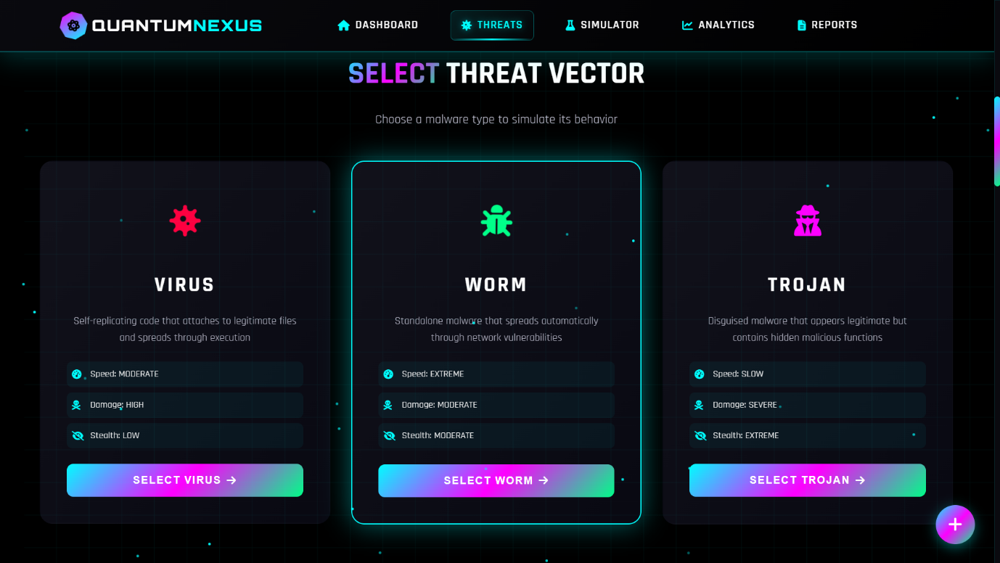 QUANTUMNEXUS
DASHBOARD
THREATS
SIMULATOR
ANALYTICS
REPORTS
SELECT THREAT VECTOR
Choose a malware type to simulate its behavior
VIRUS
Self-replicating code that attaches to legitimate files
and spreads through execution
Speed: MODERATE
Damage: HIGH
Stealth: LOW
SELECT VIRUS →
WORM
Standalone malware that spreads automatically
through network vulnerabilities
Speed: EXTREME
Damage: MODERATE
Stealth: MODERATE
SELECT WORM →
TROJAN
Disguised malware that appears legitimate but
contains hidden malicious functions
Speed: SLOW
Damage: SEVERE
Stealth: EXTREME
SELECT TROJAN →
+